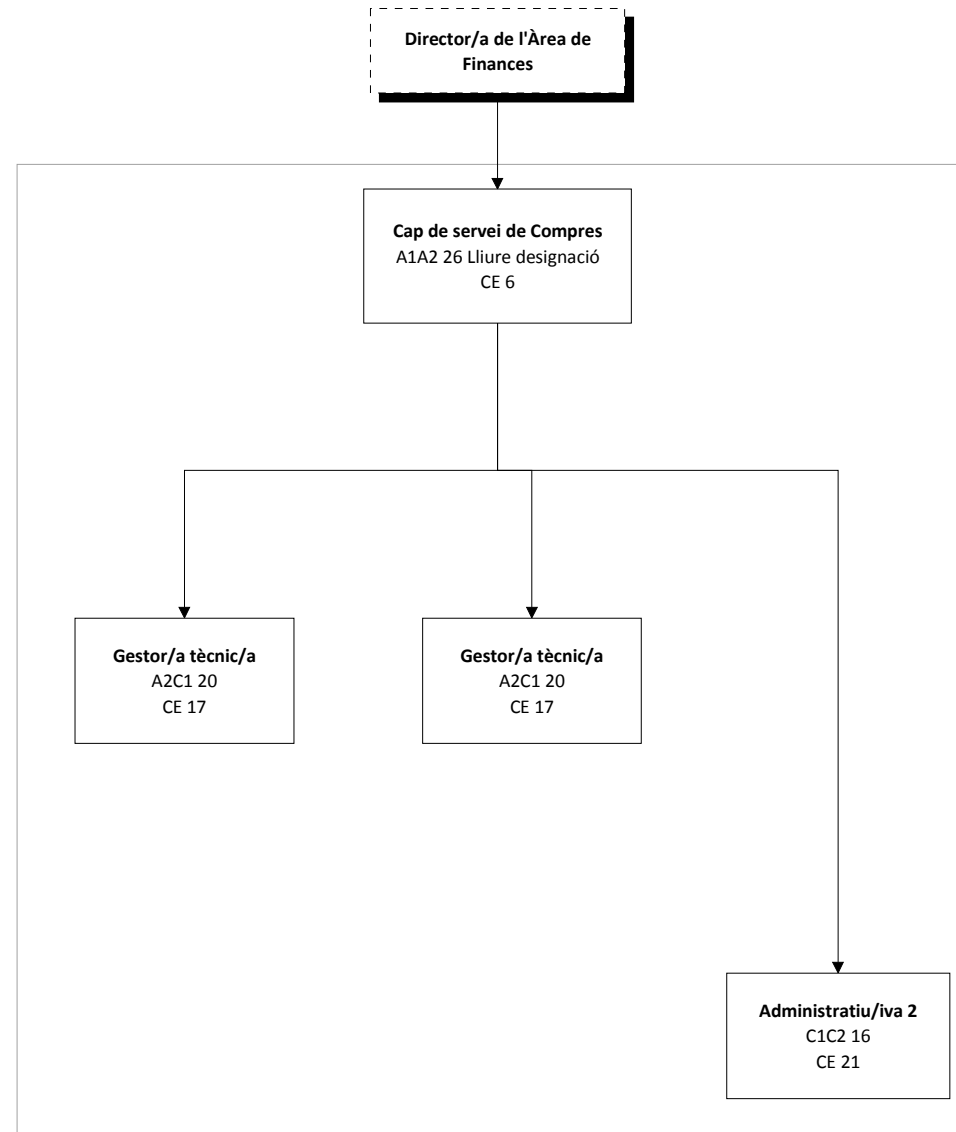 Director/a de l'Àrea de
Finances
Cap de servei de Compres
A1A2 26 Lliure designació
CE 6
Gestor/a tècnic/a
A2C1 20
CE 17
Gestor/a tècnic/a
A2C1 20
CE 17
Administratiu/iva 2
C1C2 16
CE 21